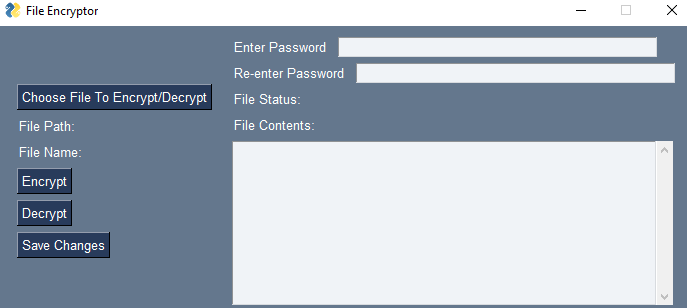 File Encryptor
Enter Password
Re-enter Password
Choose File To Encrypt/Decrypt
File Status:
File Path:
File Contents:
File Name:
Encrypt
Decrypt
Save Changes